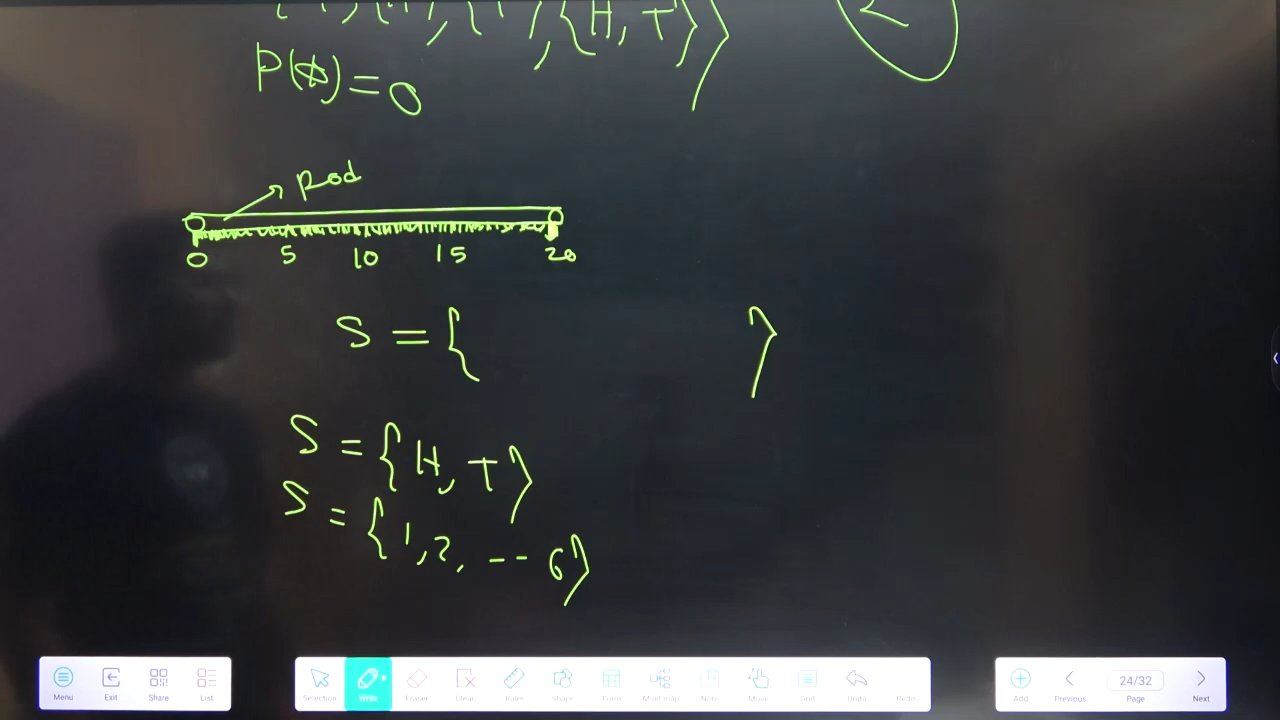 {H, T}}
P(ϕ) = 0
Rod
0 5 10 15 20
S = { }
S = {H, T}
S = {1, 2, -- 6}
Menu Exit Share List Selection Write Eraser Clean Ruler Shape Form Mind map Note Move Grid Undo Redo Add Previous 24/32 Page Next